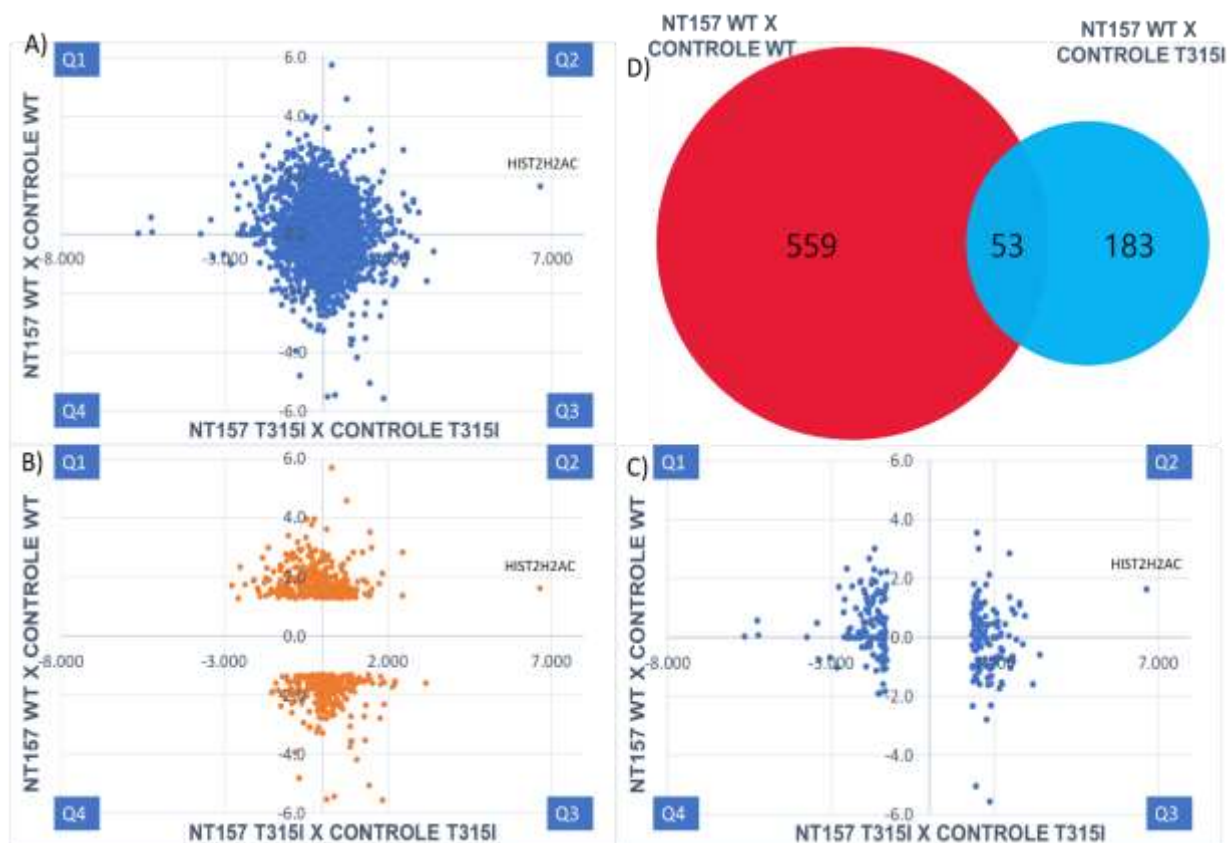 A)
Q1
6.0
Q2
4.0
HIST2H2AC
-8.000
-3.000
7.000
-4.0
Q4
-6.0
Q3
NT157 WT X CONTROLE WT
NT157 T315I X CONTROLE T315I
D)
NT157 WT X
CONTROLE WT
NT157 WT X
CONTROLE T315I
559
53
183
B)
Q1
6.0
Q2
4.0
HIST2H2AC
2.0
0.0
-8.000
-3.000
2.000
7.000
-2.0
-4.0
Q4
-6.0
Q3
NT157 WT X CONTROLE WT
NT157 T315I X CONTROLE T315I
C)
Q1
6.0
Q2
4.0
HIST2H2AC
2.0
0.0
-8.000
-3.000
7.000
-2.0
-4.0
Q4
-6.0
Q3
NT157 WT X CONTROLE WT
NT157 T315I X CONTROLE T315I